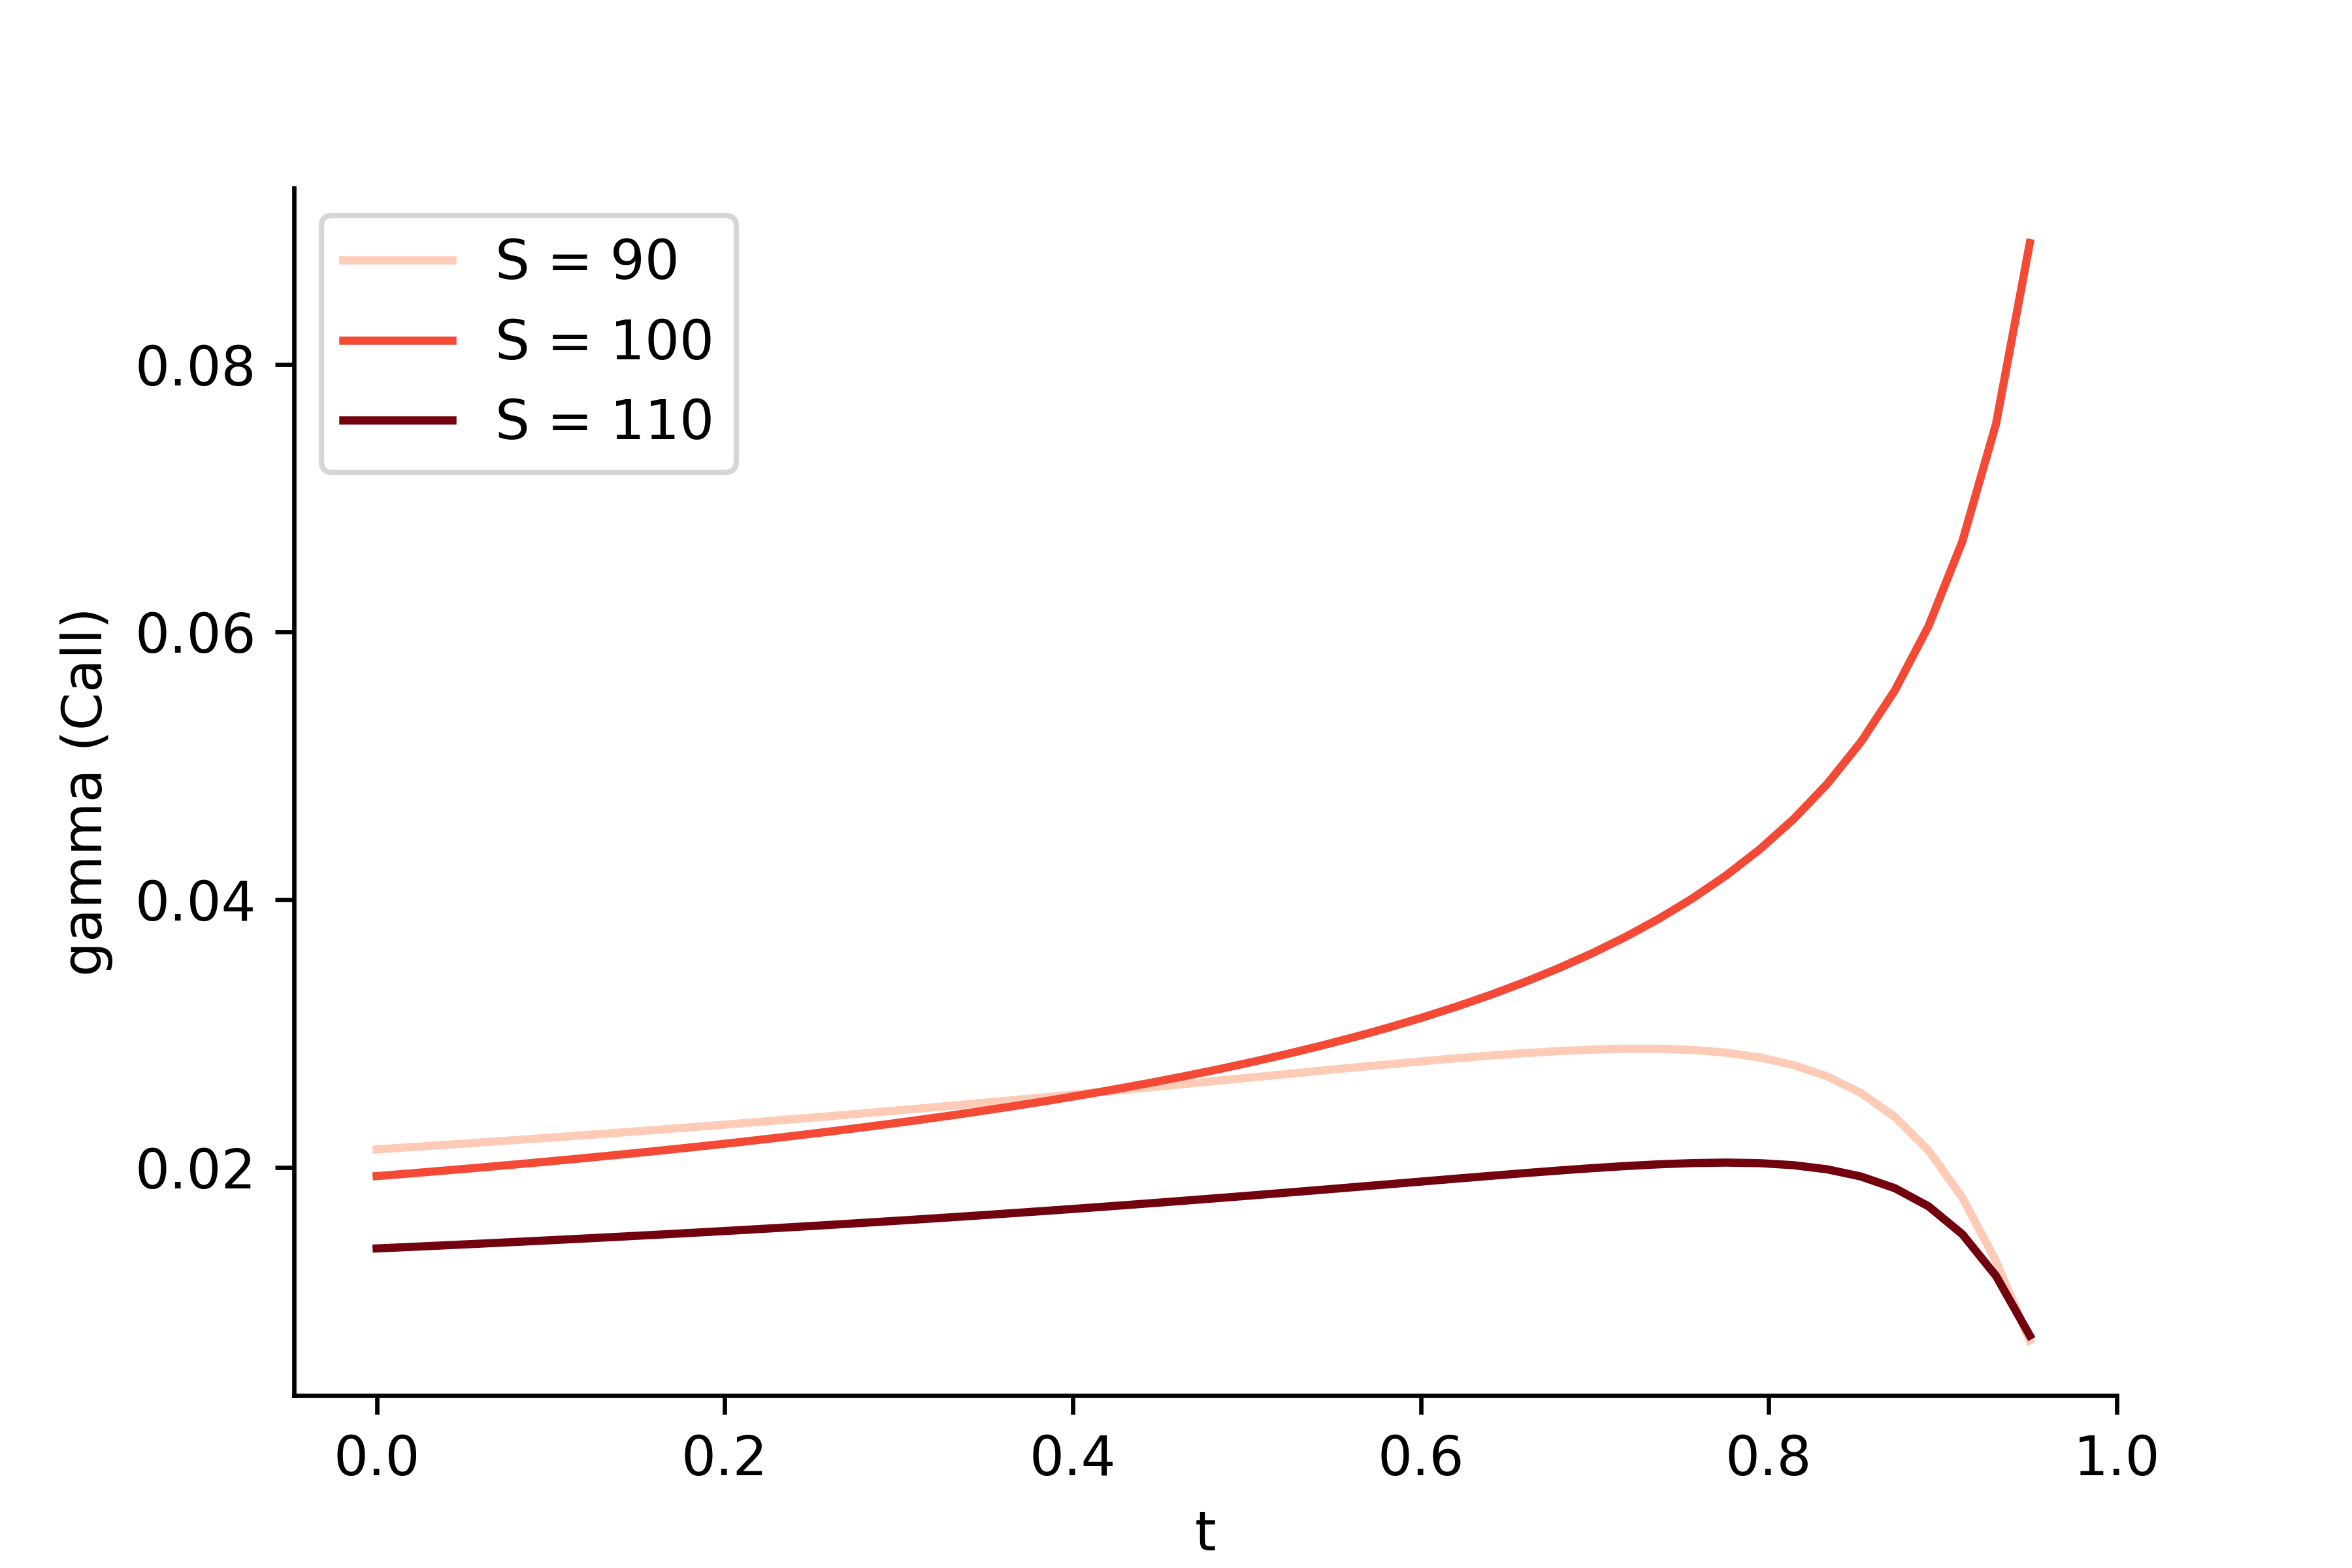 S = 90
S = 100
S = 110
0.08
0.06
0.04
0.02
gamma (Call)
0.0 0.2 0.4 0.6 0.8 1.0
t